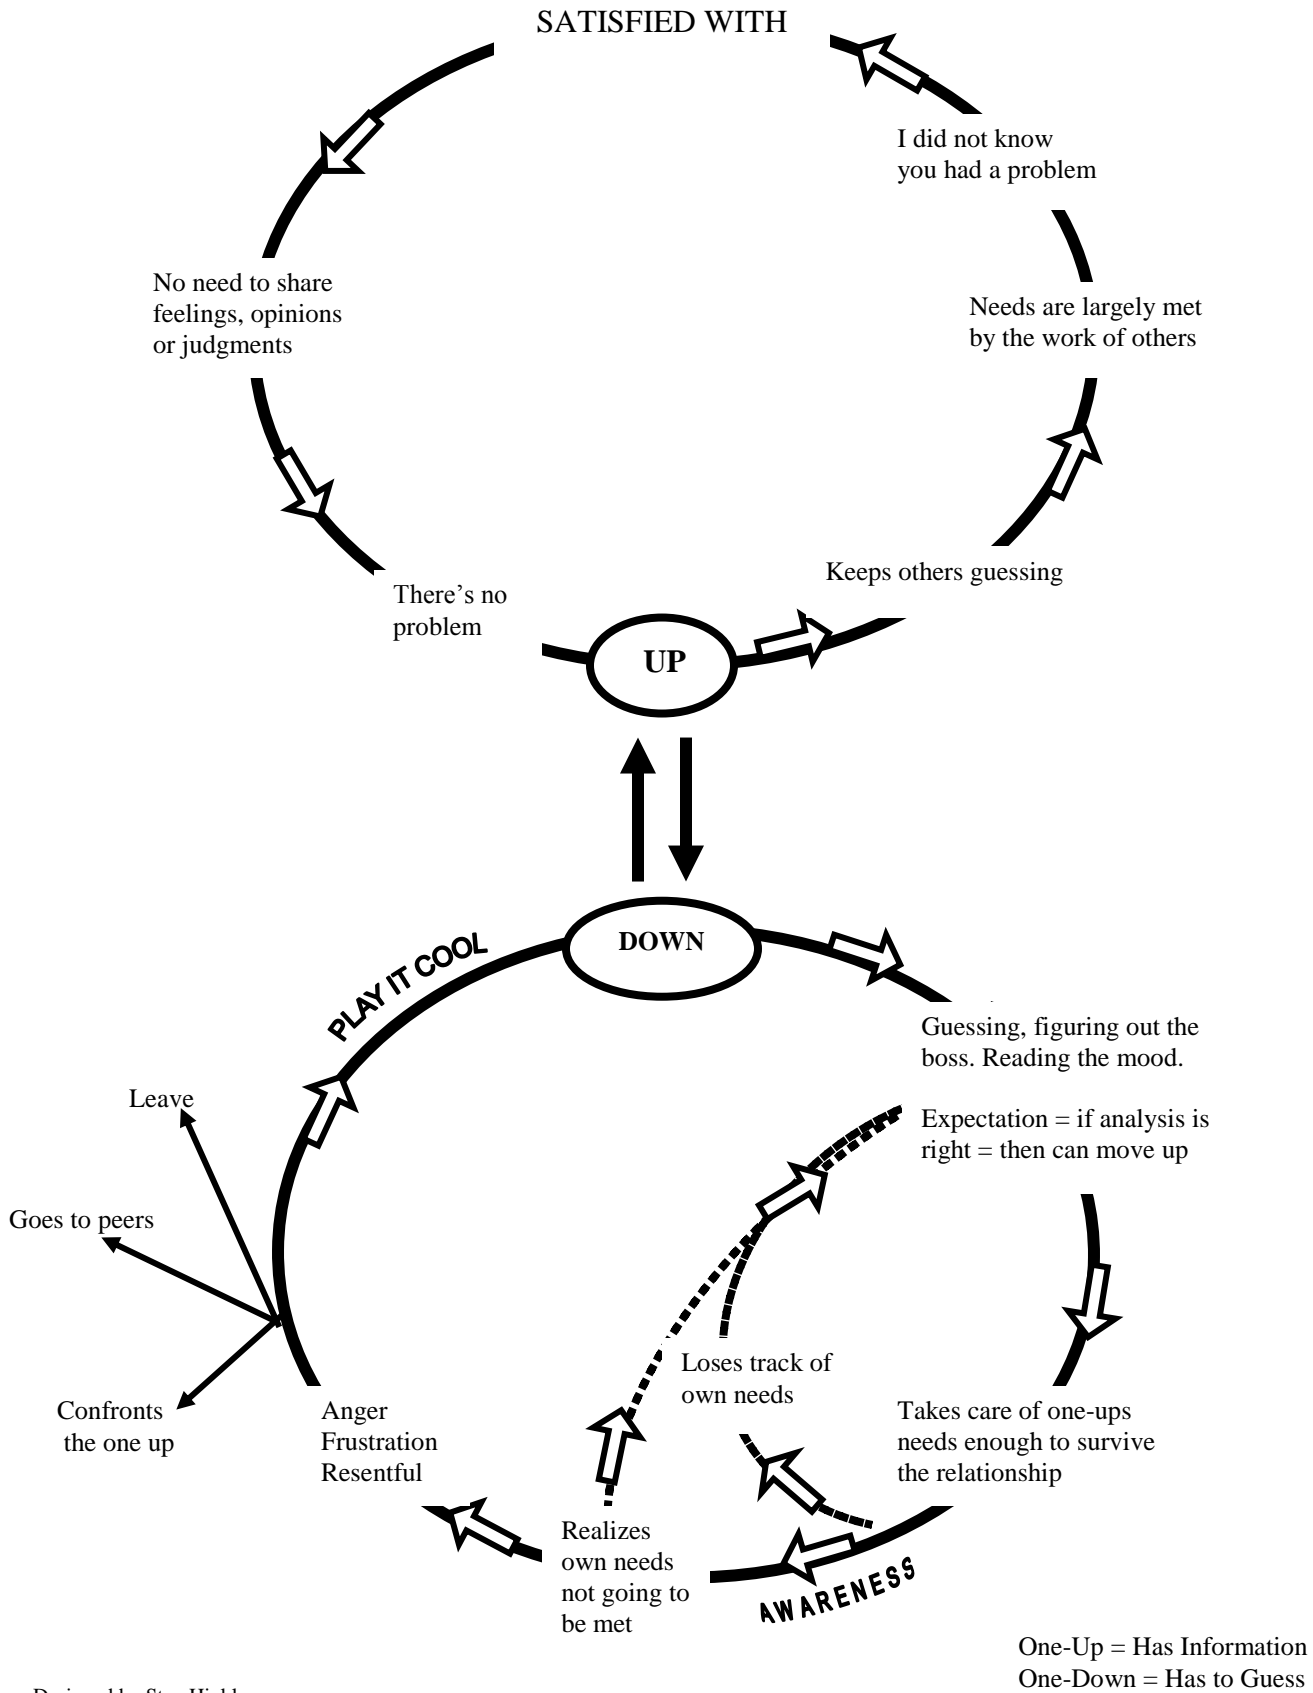 SATISFIED WITH
I did not know
you had a problem
No need to share
feelings, opinions
or judgments
Needs are largely met
by the work of others
Keeps others guessing
There’s no
problem
UP
DOWN
PLAY IT COOL
Guessing, figuring out the
boss. Reading the mood.
Expectation = if analysis is
right = then can move up
Leave
Goes to peers
Confronts
the one up
Loses track of
own needs
Anger
Frustration
Resentful
Takes care of one-ups
needs enough to survive
the relationship
Realizes
own needs
not going to
be met
AWARENESS
One-Up = Has Information
One-Down = Has to Guess